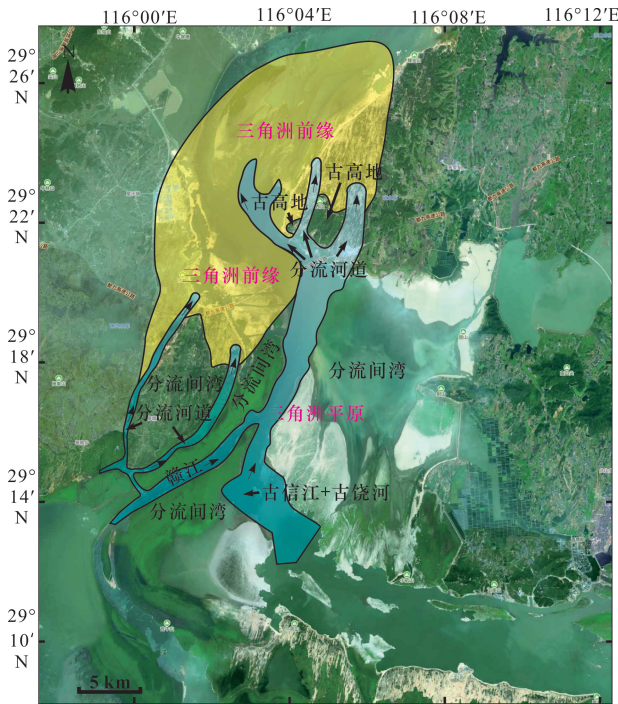 116°00′E
116°04′E
116°08′E
116°12′E
29°
26′
N
N
三角洲前缘
古高地
29°
22′
N
古高地
分流河道
三角洲前缘
29°
18′
N
分流间湾
分流间湾
分流间湾
分流河道
三角洲平原
赣江
29°
14′
N
古信江+古饶河
分流间湾
29°
10′
N
5 km